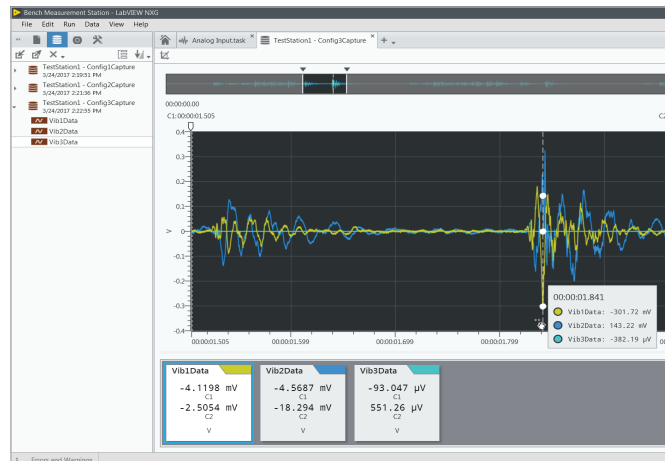 Bench Measurement Station - LabVIEW NXG
File Edit Run Data View Help
Analog Input.task
TestStation1 - Config3Capture
TestStation1 - Config1Capture
3/24/2017 2:19:51 PM
TestStation1 - Config2Capture
3/24/2017 2:21:36 PM
TestStation1 - Config3Capture
3/24/2017 2:22:55 PM
Vib1Data
Vib2Data
Vib3Data
00:00:00.00
C1: 00:00:01.505
C2
0.4
0.3
0.2
0.1
V 0
-0.1
-0.2
-0.3
-0.4
00:00:01.505 00:00:01.599 00:00:01.699 00:00:01.799
00:00:01.841
Vib1Data: -301.72 mV
Vib2Data: 143.22 mV
Vib3Data: -382.19 µV
Vib1Data
-4.1198 mV
C1
-2.5054 mV
C2
V
Vib2Data
-4.5687 mV
C1
-18.294 mV
C2
V
Vib3Data
-93.047 µV
C1
551.26 µV
C2
V
Errors and Warnings